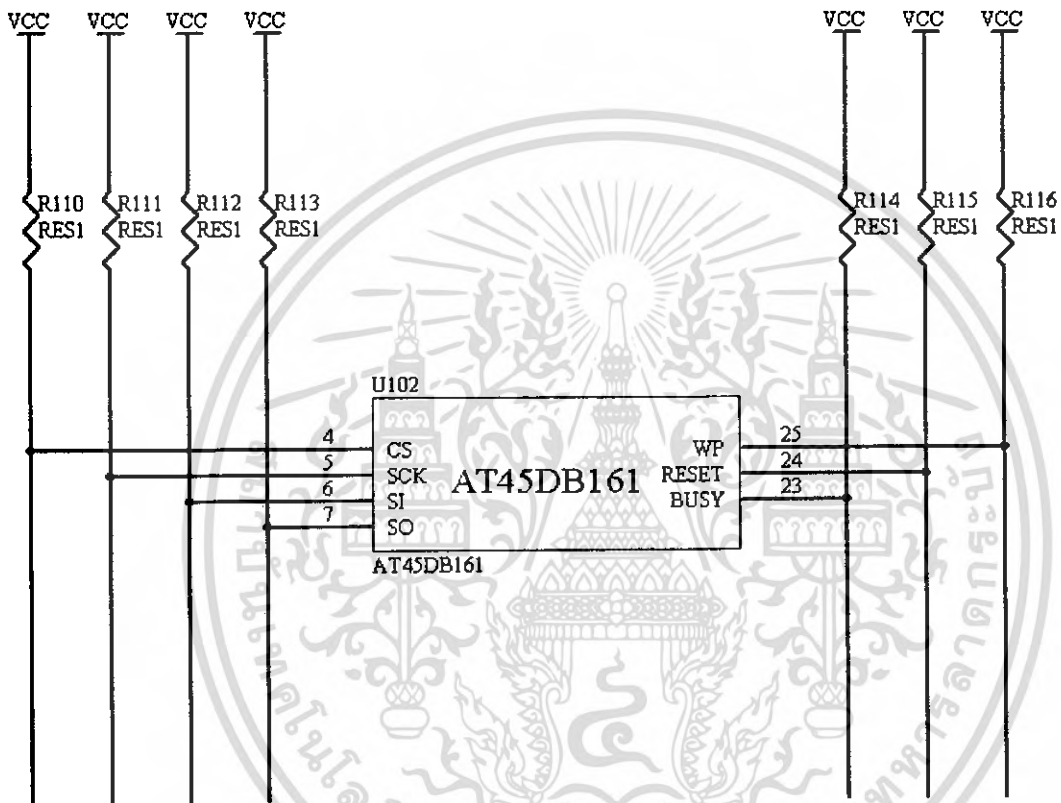 VCC VCC VCC VCC VCC VCC VCC
R110 R111 R112 R113 R114 R115 R116
RES1 RES1 RES1 RES1 RES1 RES1 RES1
U102
4 CS WP 25
5 SCK AT45DB161 RESET 24
6 SI BUSY 23
7 SO
AT45DB161